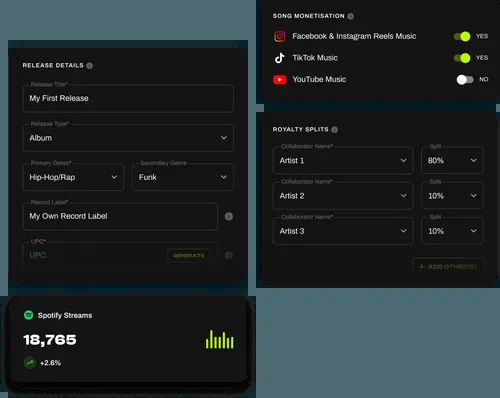 RELEASE DETAILS
Release Title*
My First Release
Release Type*
Album
Primary Genre*
Hip-Hop/Rap
Secondary Genre
Funk
Record Label*
My Own Record Label
UPC*
UPC
GENERATE
Spotify Streams
18,765
+2.6%
SONG MONETISATION
Facebook & Instagram Reels Music YES
TikTok Music YES
YouTube Music NO
ROYALTY SPLITS
Collaborator Name* Split
Artist 1 80%
Collaborator Name* Split
Artist 2 10%
Collaborator Name* Split
Artist 3 10%
+ ADD OTHER(S)